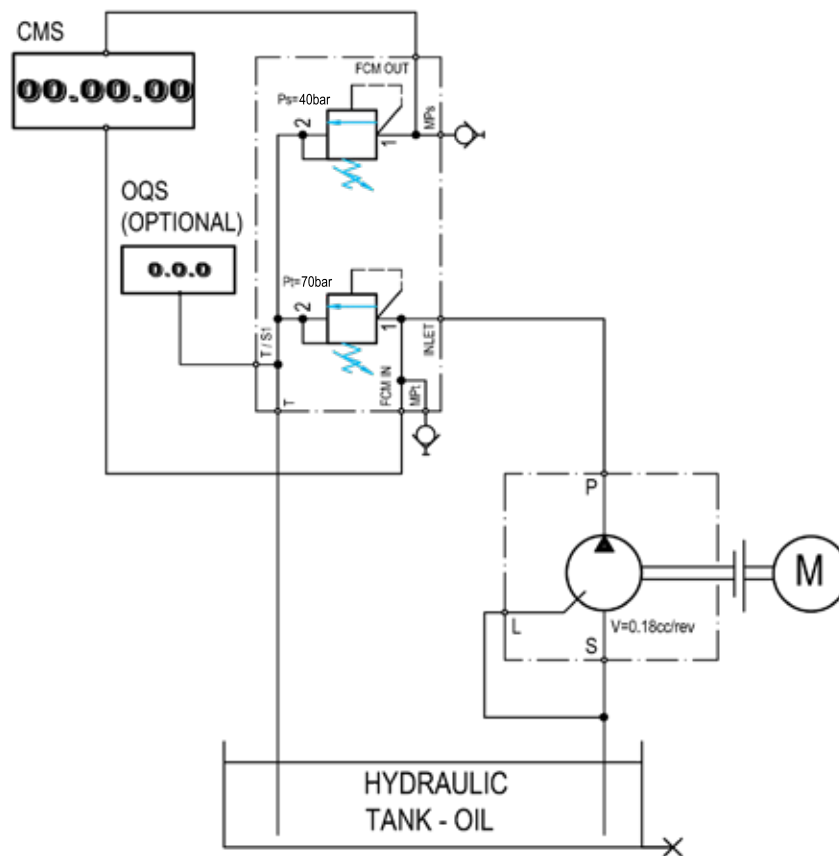 CMS
00.00.00
FCM OUT
Ps=40bar
2
1
MPs
OQS
(OPTIONAL)
0.0.0
Pt=70bar
2
1
T / S1
INLET
FCM IN
MPt
T
P
M
L
V=0.18cc/rev
S
HYDRAULIC
TANK - OIL